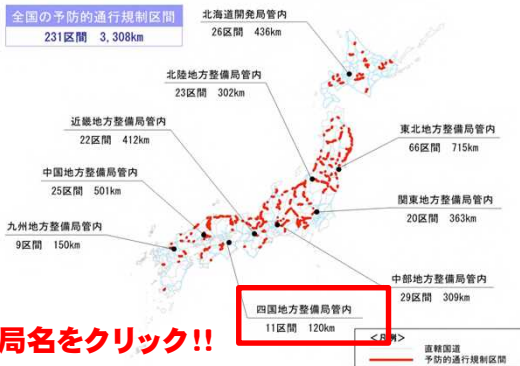 全国の予防的通行規制区間
231区間 3,308km
北海道開発局管内
26区間 436km
北陸地方整備局管内
23区間 302km
近畿地方整備局管内
22区間 412km
東北地方整備局管内
66区間 715km
中国地方整備局管内
25区間 501km
関東地方整備局管内
20区間 363km
九州地方整備局管内
9区間 150km
中部地方整備局管内
29区間 309km
四国地方整備局管内
11区間 120km
局名をクリック!!
<凡例>
直轄国道
予防的通行規制区間